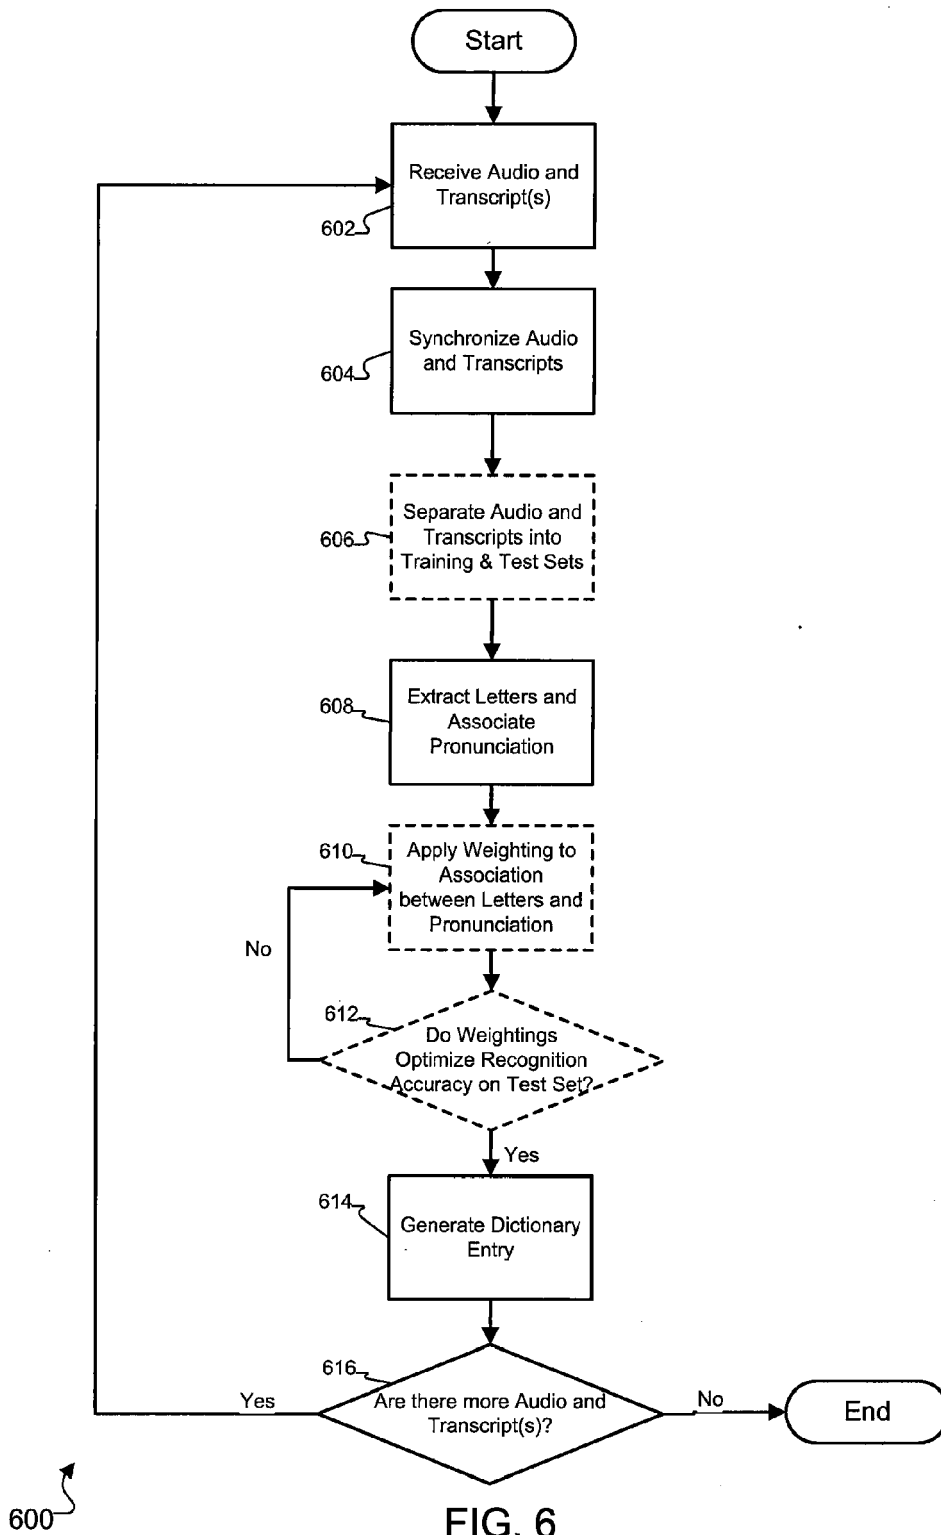 Start
Receive Audio and
Transcript(s)
602
Synchronize Audio
and Transcripts
604
Separate Audio and
Transcripts into
Training & Test Sets
606
Extract Letters and
Associate
Pronunciation
608
Apply Weighting to
Association
between Letters and
Pronunciation
610
No
612
Do Weightings
Optimize Recognition
Accuracy on Test Set?
Yes
614
Generate Dictionary
Entry
616
Are there more Audio and
Transcript(s)?
Yes
No
End
600
FIG. 6